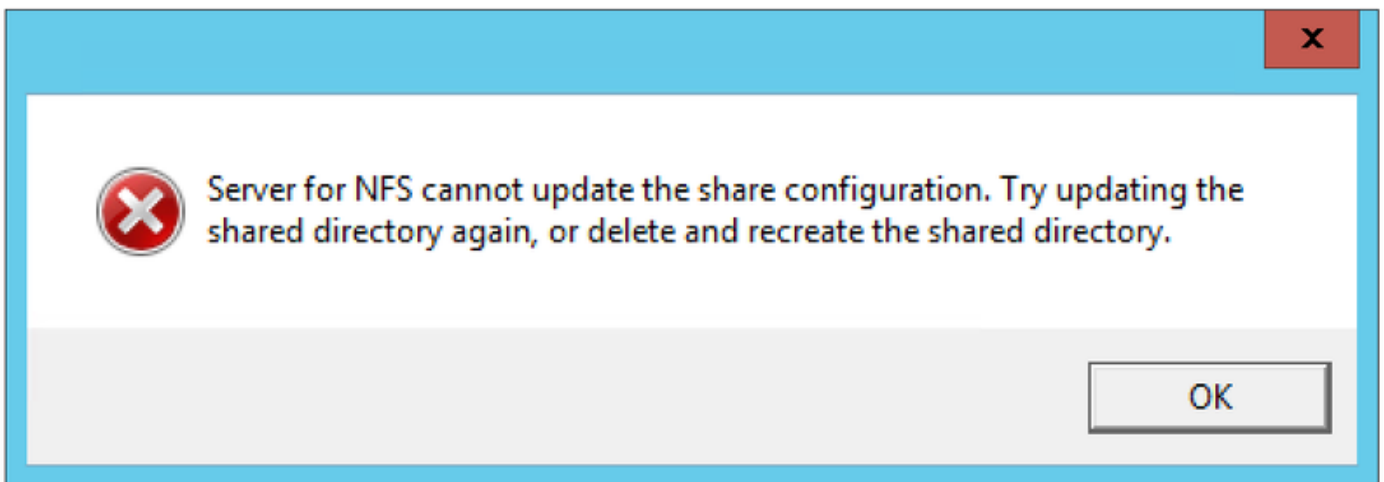 x
Server for NFS cannot update the share configuration. Try updating the
shared directory again, or delete and recreate the shared directory.
OK